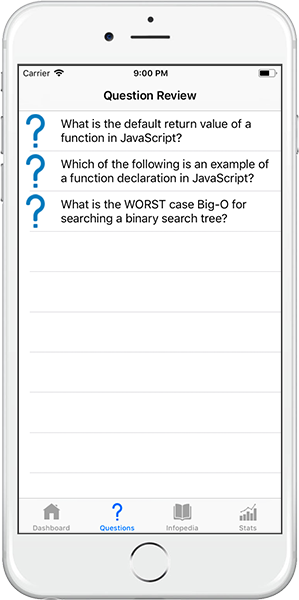 Carrier 9:00 PM
Question Review
What is the default return value of a
function in JavaScript?
Which of the following is an example of
a function declaration in JavaScript?
What is the WORST case Big-O for
searching a binary search tree?
Dashboard Questions Infopedia Stats